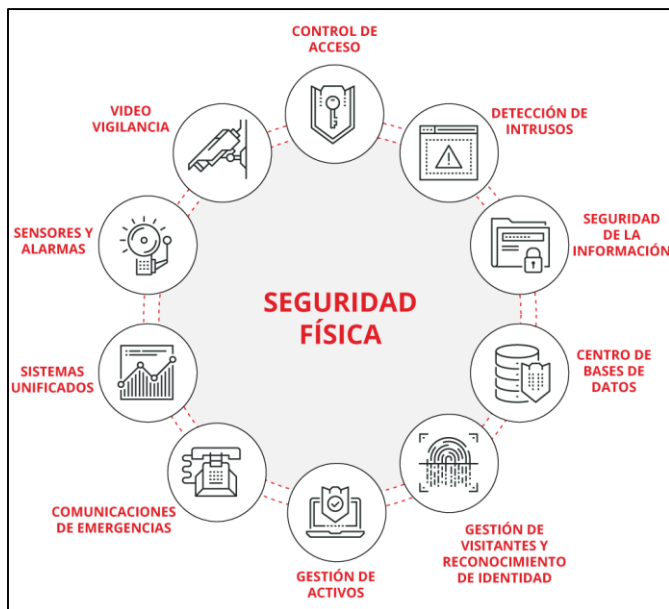 CONTROL DE
ACCESO
DETECCIÓN DE
INTRUSOS
SEGURIDAD
DE LA
INFORMACIÓN
CENTRO DE
BASES DE
DATOS
GESTIÓN DE
VISITANTES Y
RECONOCIMIENTO
DE IDENTIDAD
GESTIÓN DE
ACTIVOS
COMUNICACIONES
DE EMERGENCIAS
SISTEMAS
UNIFICADOS
SENSORES Y
ALARMAS
VIDEO
VIGILANCIA
SEGURIDAD
FÍSICA